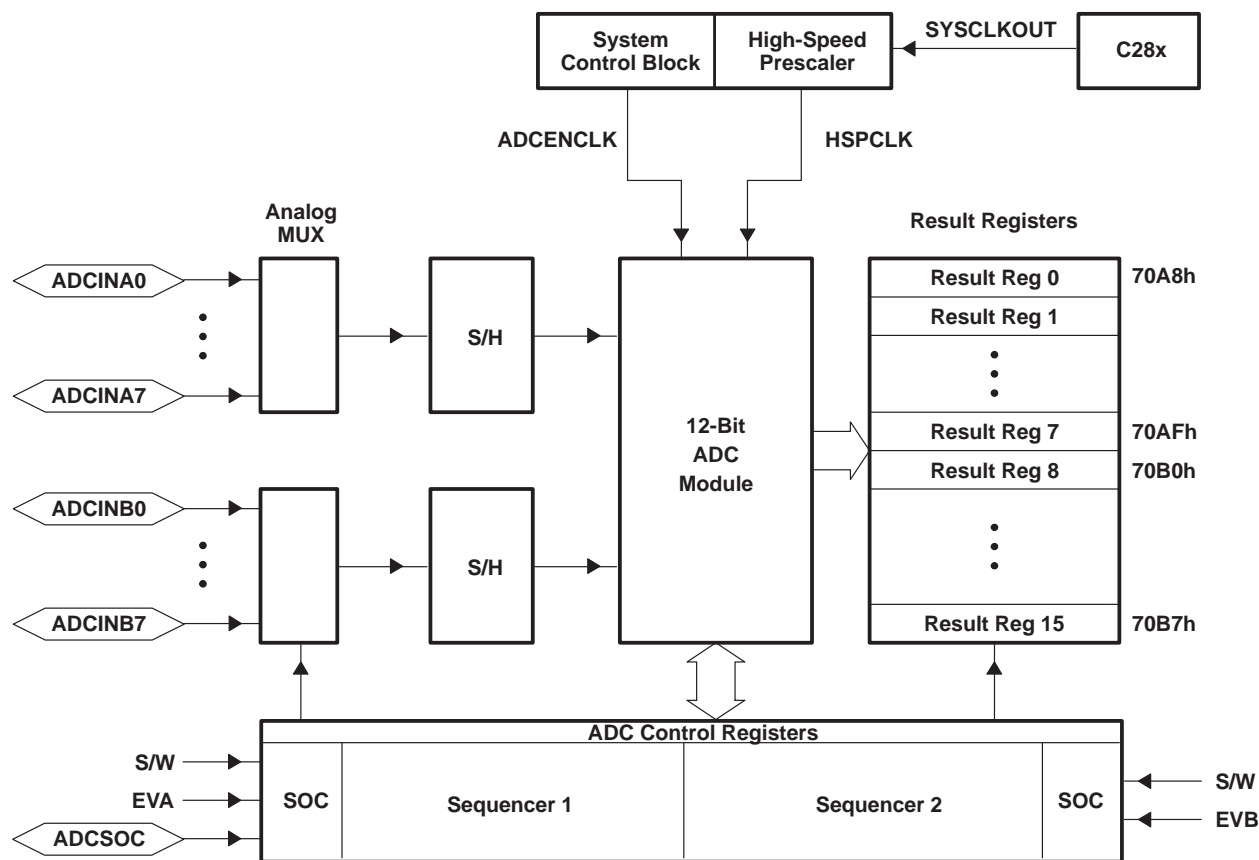 System
Control Block
High-Speed
Prescaler
SYSCLKOUT
C28x
ADCENCLK
HSPCLK
Analog
MUX
Result Registers
ADCINA0
ADCINA7
S/H
12-Bit
ADC
Module
Result Reg 0
70A8h
Result Reg 1
Result Reg 7
70AFh
Result Reg 8
70B0h
ADCINB0
ADCINB7
S/H
Result Reg 15
70B7h
ADC Control Registers
S/W
EVA
ADCSOC
SOC
Sequencer 1
Sequencer 2
SOC
S/W
EVB